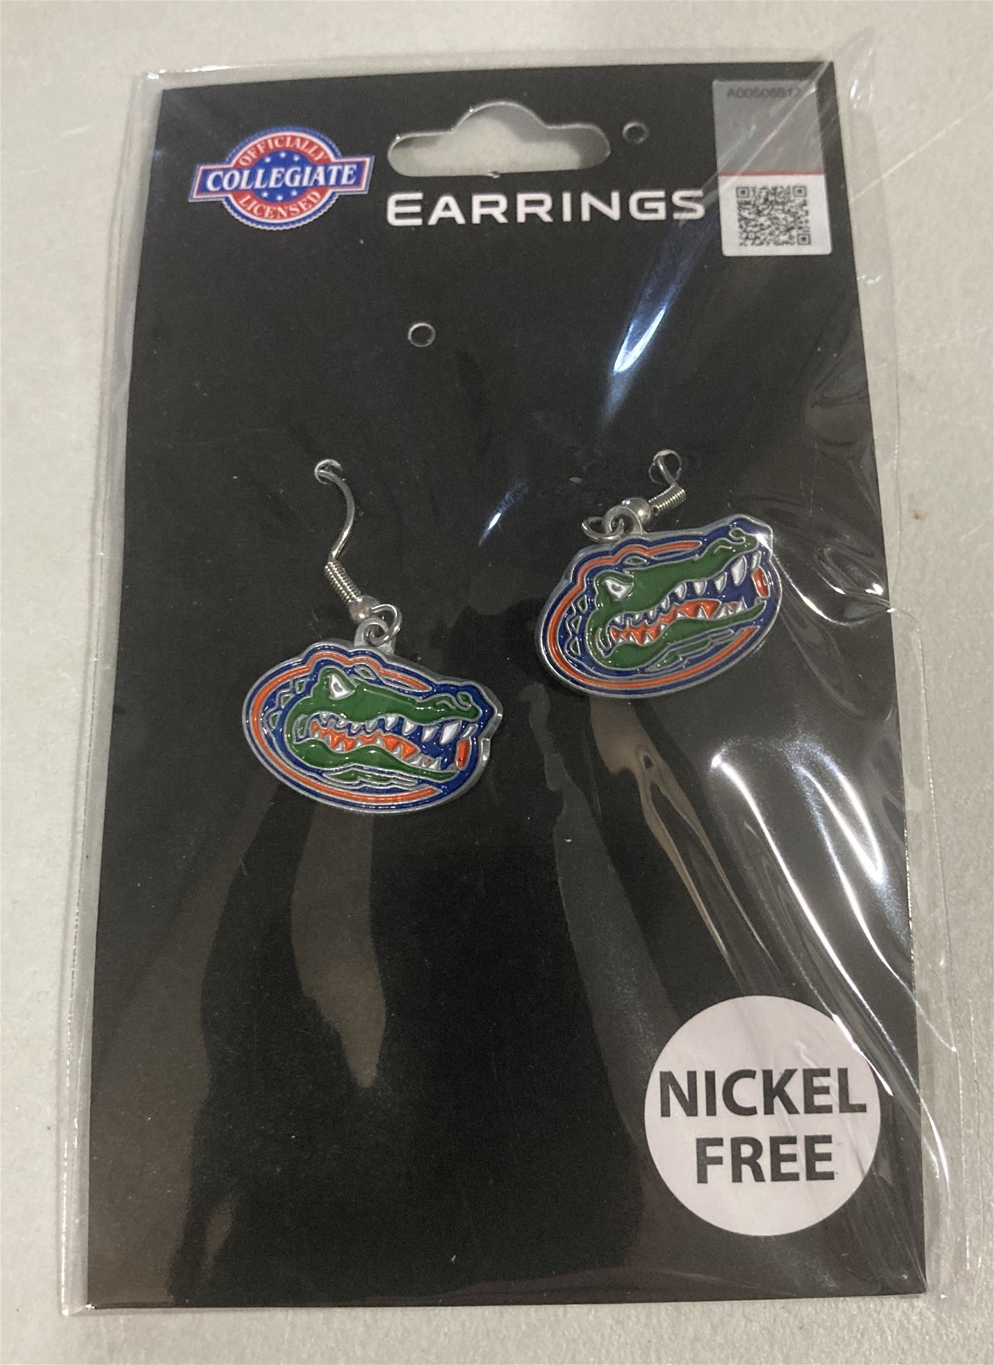 OFFICIALLY
COLLEGIATE
LICENSED
EARRINGS
NICKEL
FREE